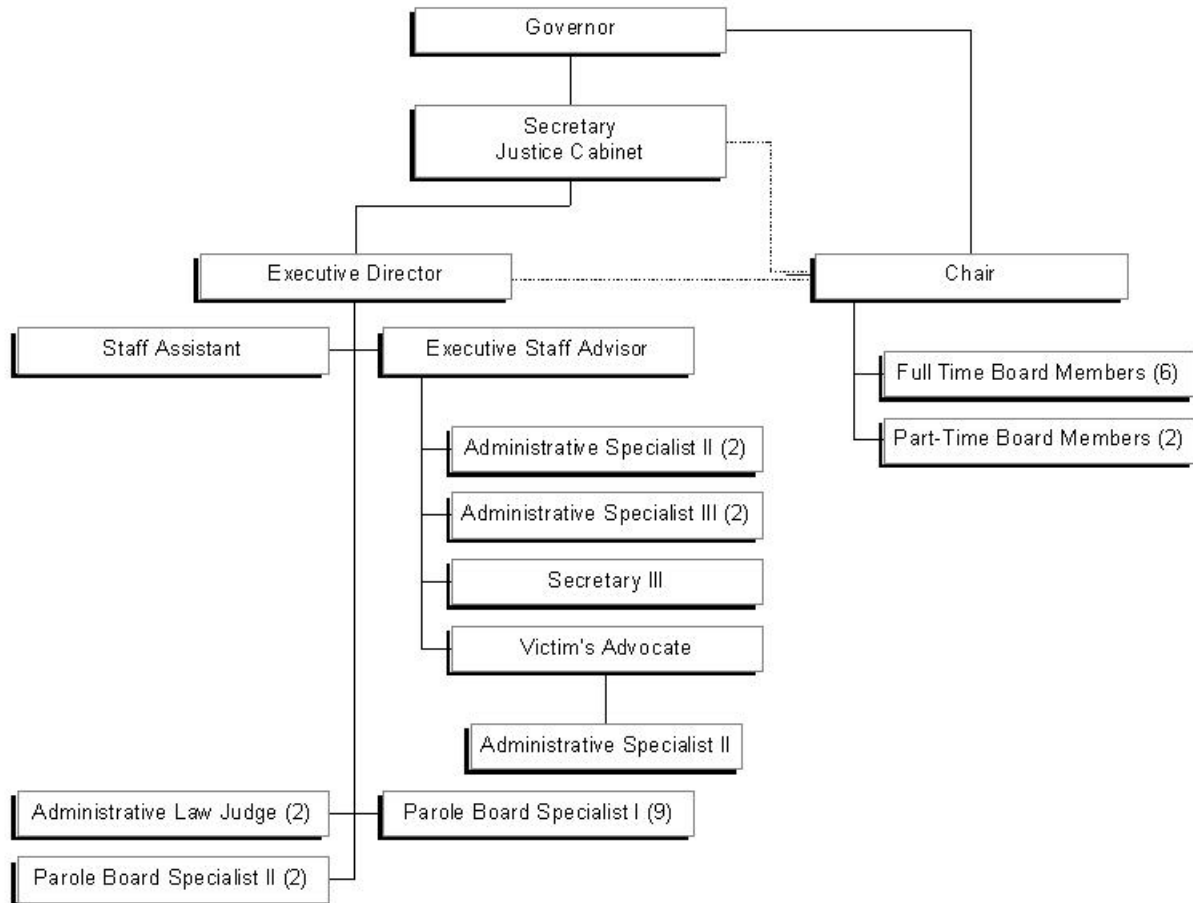 Governor
Secretary
Justice Cabinet
Executive Director
Chair
Staff Assistant
Executive Staff Advisor
Full Time Board Members (6)
Administrative Specialist II (2)
Part-Time Board Members (2)
Administrative Specialist III (2)
Secretary III
Victim's Advocate
Administrative Specialist II
Administrative Law Judge (2)
Parole Board Specialist I (9)
Parole Board Specialist II (2)